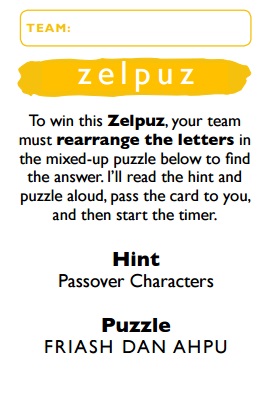 TEAM:
zelpuz
To win this Zelpuz, your team
must rearrange the letters in
the mixed-up puzzle below to find
the answer. I'll read the hint and
puzzle aloud, pass the card to you,
and then start the timer.
Hint
Passover Characters
Puzzle
FRIASH DAN AHPU